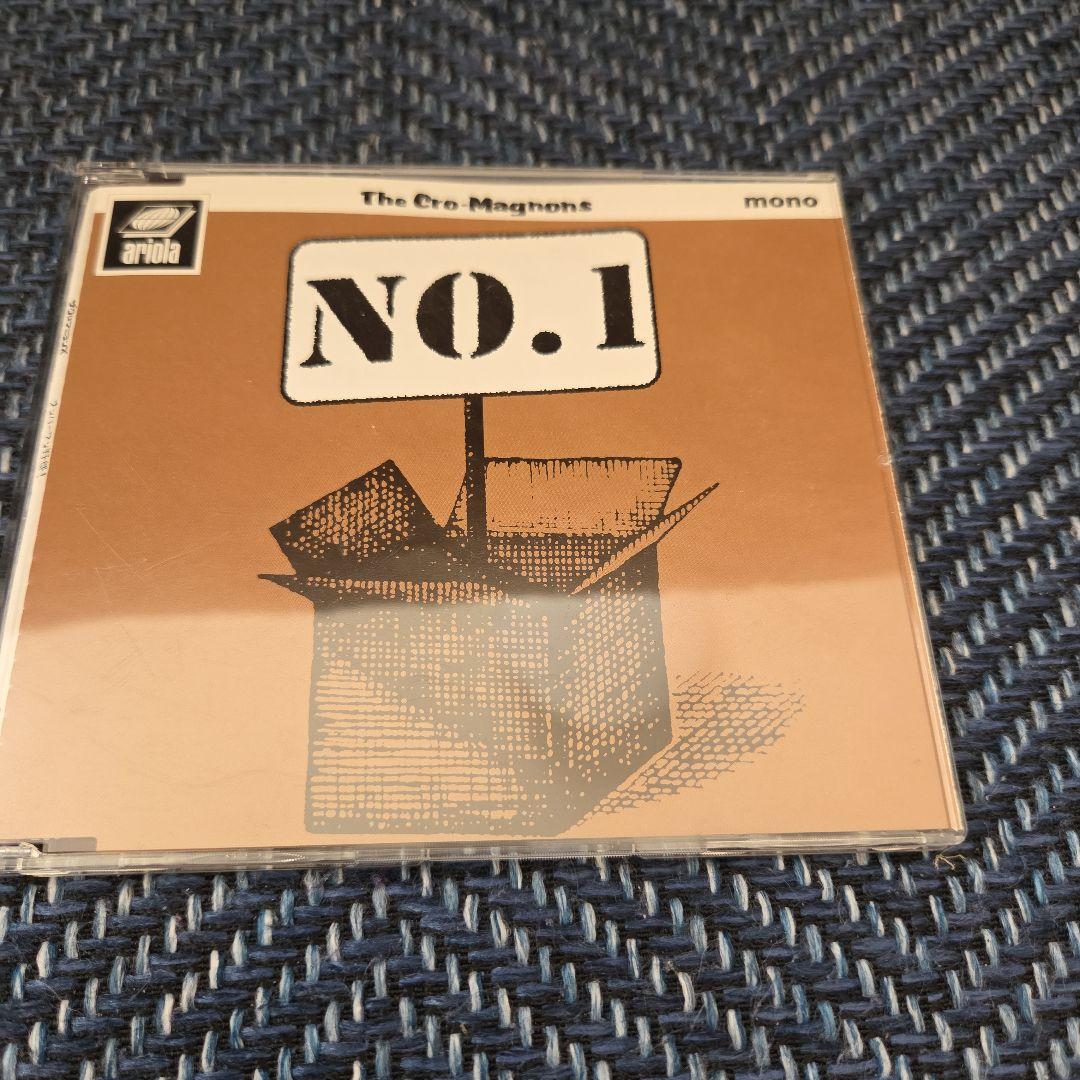 The Cro-Magnons
mono
ariola
NO.1